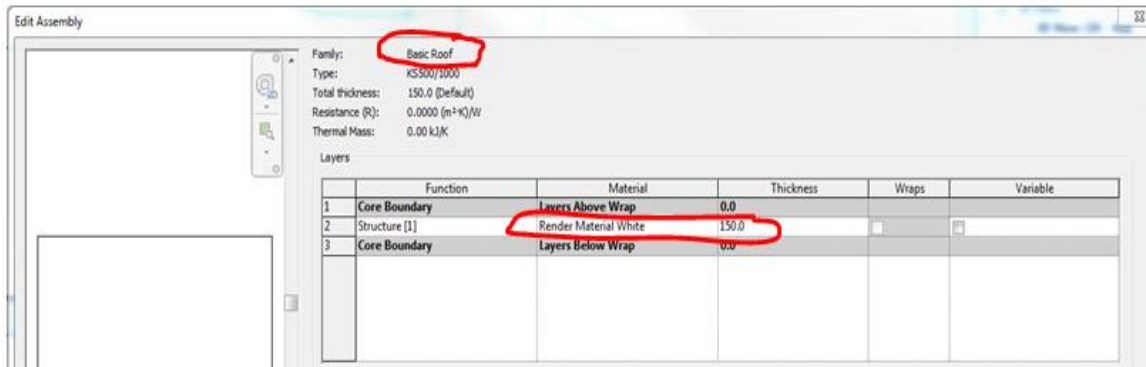 Edit Assembly
Family: Basic Roof
Type: KS500/1000
Total thickness: 150.0 (Default)
Resistance (R): 0.0000 (m²·K)/W
Thermal Mass: 0.00 kJ/K
Layers
Function Material Thickness Wraps Variable
1 Core Boundary Layers Above Wrap 0.0
2 Structure [1] Render Material White 150.0
3 Core Boundary Layers Below Wrap 0.0